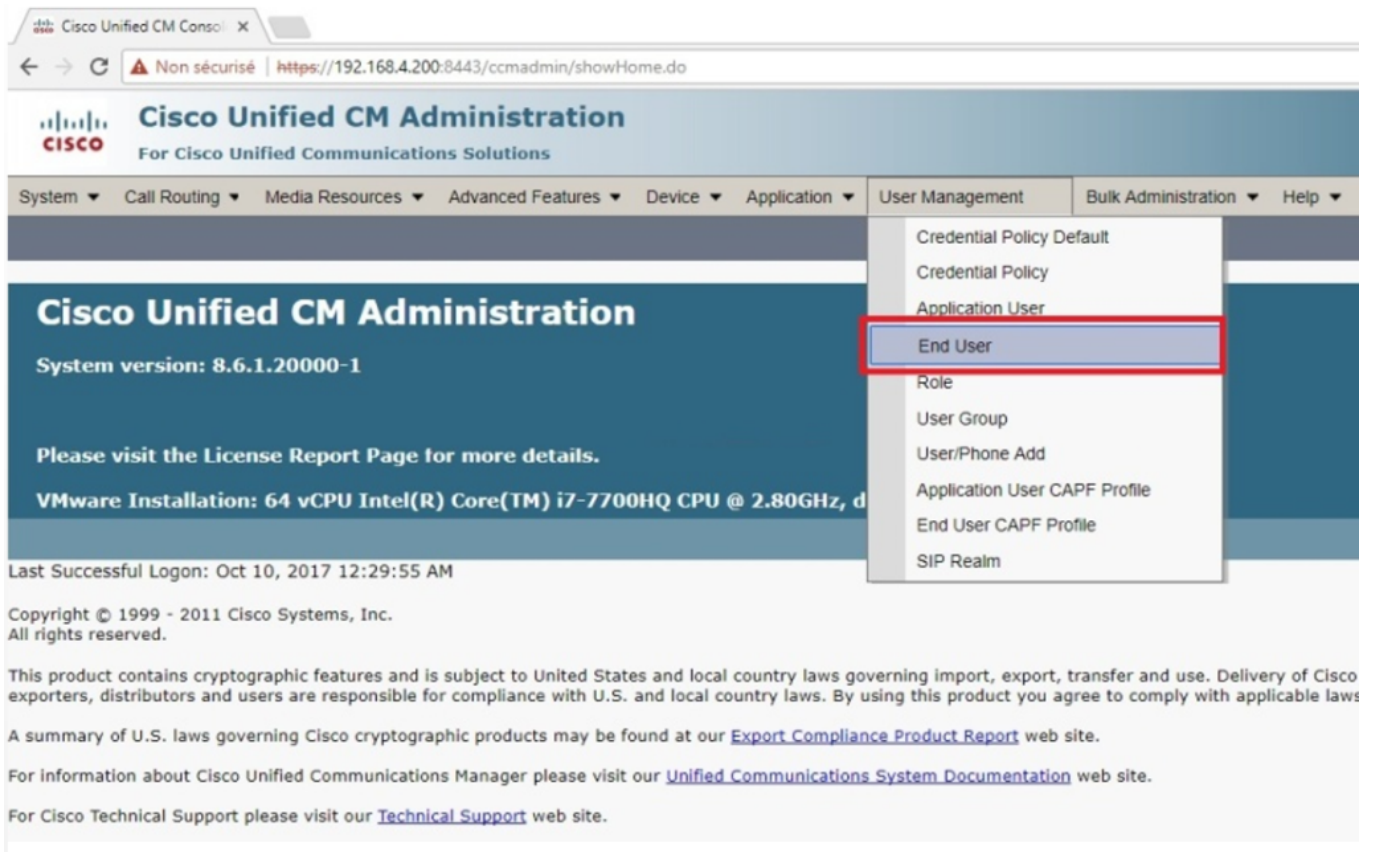 Cisco Unified CM Consol
Non sécurisé | https://192.168.4.200:8443/ccmadmin/showHome.do
CISCO
Cisco Unified CM Administration
For Cisco Unified Communications Solutions
System Call Routing Media Resources Advanced Features Device Application User Management Bulk Administration Help
Credential Policy Default
Credential Policy
Application User
End User
Role
User Group
User/Phone Add
Application User CAPF Profile
End User CAPF Profile
SIP Realm
Cisco Unified CM Administration
System version: 8.6.1.20000-1
Please visit the License Report Page for more details.
VMware Installation: 64 vCPU Intel(R) Core(TM) i7-7700HQ CPU @ 2.80GHz, d
Last Successful Logon: Oct 10, 2017 12:29:55 AM
Copyright © 1999 - 2011 Cisco Systems, Inc.
All rights reserved.
This product contains cryptographic features and is subject to United States and local country laws governing import, export, transfer and use. Delivery of Cisco
exporters, distributors and users are responsible for compliance with U.S. and local country laws. By using this product you agree to comply with applicable laws
A summary of U.S. laws governing Cisco cryptographic products may be found at our Export Compliance Product Report web site.
For information about Cisco Unified Communications Manager please visit our Unified Communications System Documentation web site.
For Cisco Technical Support please visit our Technical Support web site.